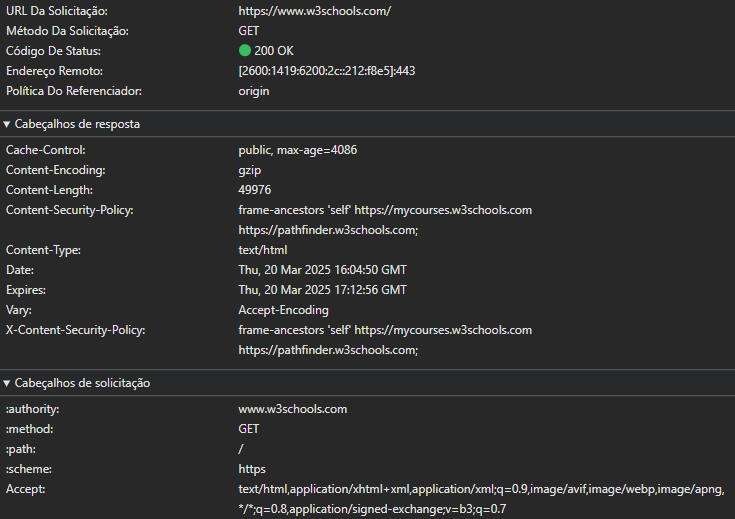 URL Da Solicitação: https://www.w3schools.com/
Método Da Solicitação: GET
Código De Status: 200 OK
Endereço Remoto: [2600:1419:6200:2c::212:f8e5]:443
Política Do Referenciador: origin
Cabeçalhos de resposta
Cache-Control: public, max-age=4086
Content-Encoding: gzip
Content-Length: 49976
Content-Security-Policy: frame-ancestors 'self' https://mycourses.w3schools.com
https://pathfinder.w3schools.com;
Content-Type: text/html
Date: Thu, 20 Mar 2025 16:04:50 GMT
Expires: Thu, 20 Mar 2025 17:12:56 GMT
Vary: Accept-Encoding
X-Content-Security-Policy: frame-ancestors 'self' https://mycourses.w3schools.com
https://pathfinder.w3schools.com;
Cabeçalhos de solicitação
:authority: www.w3schools.com
:method: GET
:path: /
:scheme: https
Accept: text/html,application/xhtml+xml,application/xml;q=0.9,image/avif,image/webp,image/apng,
*/*;q=0.8,application/signed-exchange;v=b3;q=0.7